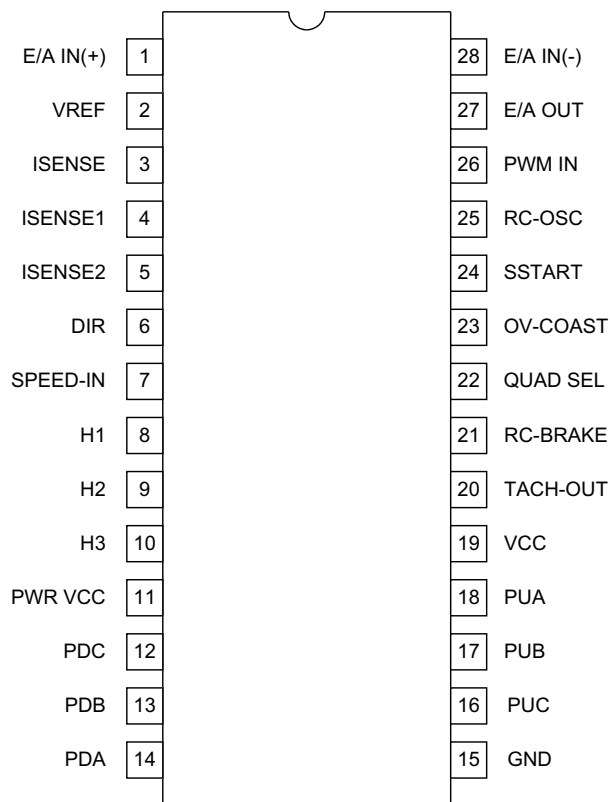 E/A IN(+) 1 28 E/A IN(-)
VREF 2 27 E/A OUT
ISENSE 3 26 PWM IN
ISENSE1 4 25 RC-OSC
ISENSE2 5 24 SSTART
DIR 6 23 OV-COAST
SPEED-IN 7 22 QUAD SEL
H1 8 21 RC-BRAKE
H2 9 20 TACH-OUT
H3 10 19 VCC
PWR VCC 11 18 PUA
PDC 12 17 PUB
PDB 13 16 PUC
PDA 14 15 GND